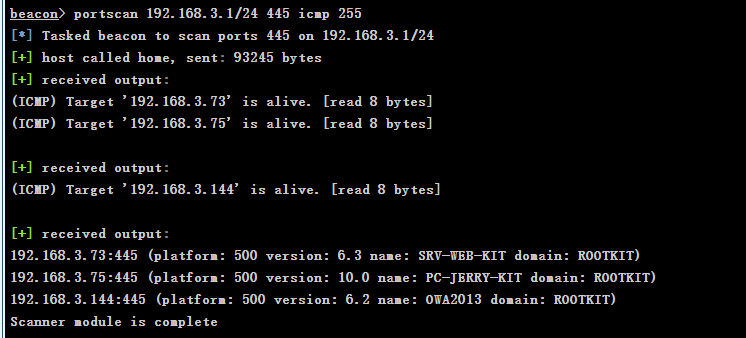 beacon> portscan 192.168.3.1/24 445 icmp 255
[*] Tasked beacon to scan ports 445 on 192.168.3.1/24
[+] host called home, sent: 93245 bytes
[+] received output:
(ICMP) Target '192.168.3.73' is alive. [read 8 bytes]
(ICMP) Target '192.168.3.75' is alive. [read 8 bytes]
[+] received output:
(ICMP) Target '192.168.3.144' is alive. [read 8 bytes]
[+] received output:
192.168.3.73:445 (platform: 500 version: 6.3 name: SRV-WEB-KIT domain: ROOTKIT)
192.168.3.75:445 (platform: 500 version: 10.0 name: PC-JERRY-KIT domain: ROOTKIT)
192.168.3.144:445 (platform: 500 version: 6.2 name: OWA2013 domain: ROOTKIT)
Scanner module is complete